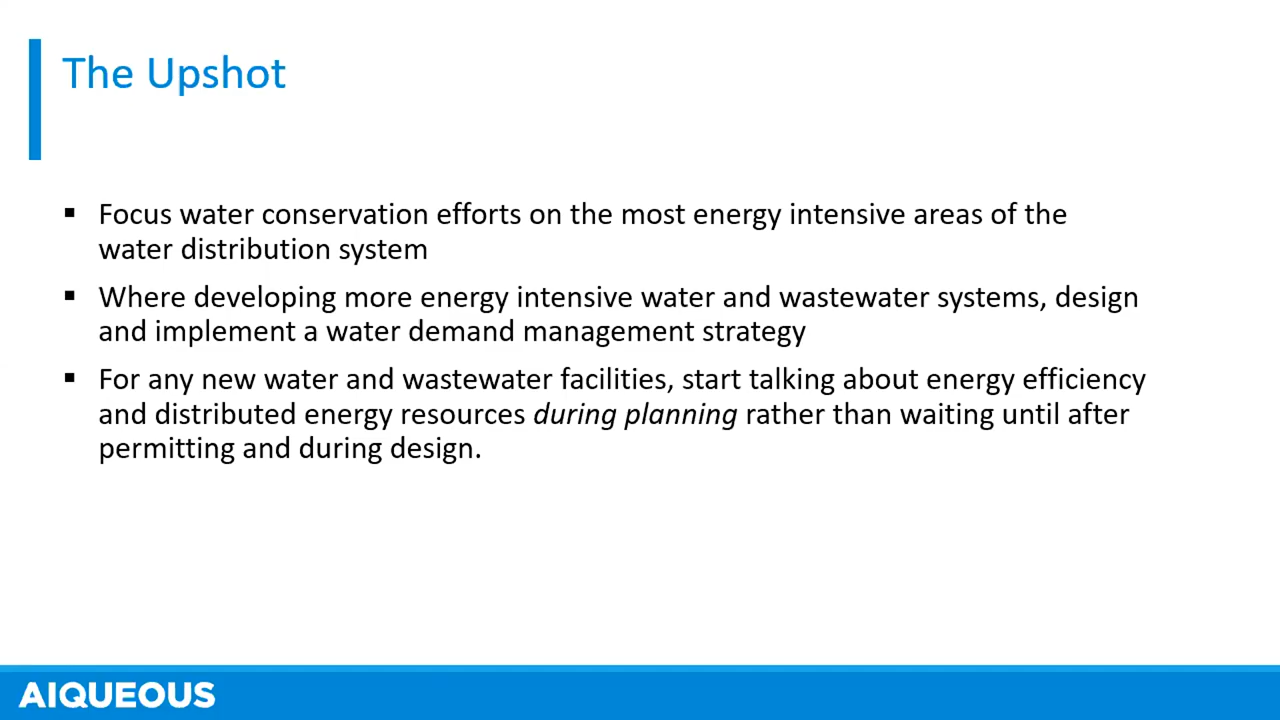 The Upshot
▪ Focus water conservation efforts on the most energy intensive areas of the
water distribution system
▪ Where developing more energy intensive water and wastewater systems, design
and implement a water demand management strategy
▪ For any new water and wastewater facilities, start talking about energy efficiency
and distributed energy resources during planning rather than waiting until after
permitting and during design.
AIQUEOUS